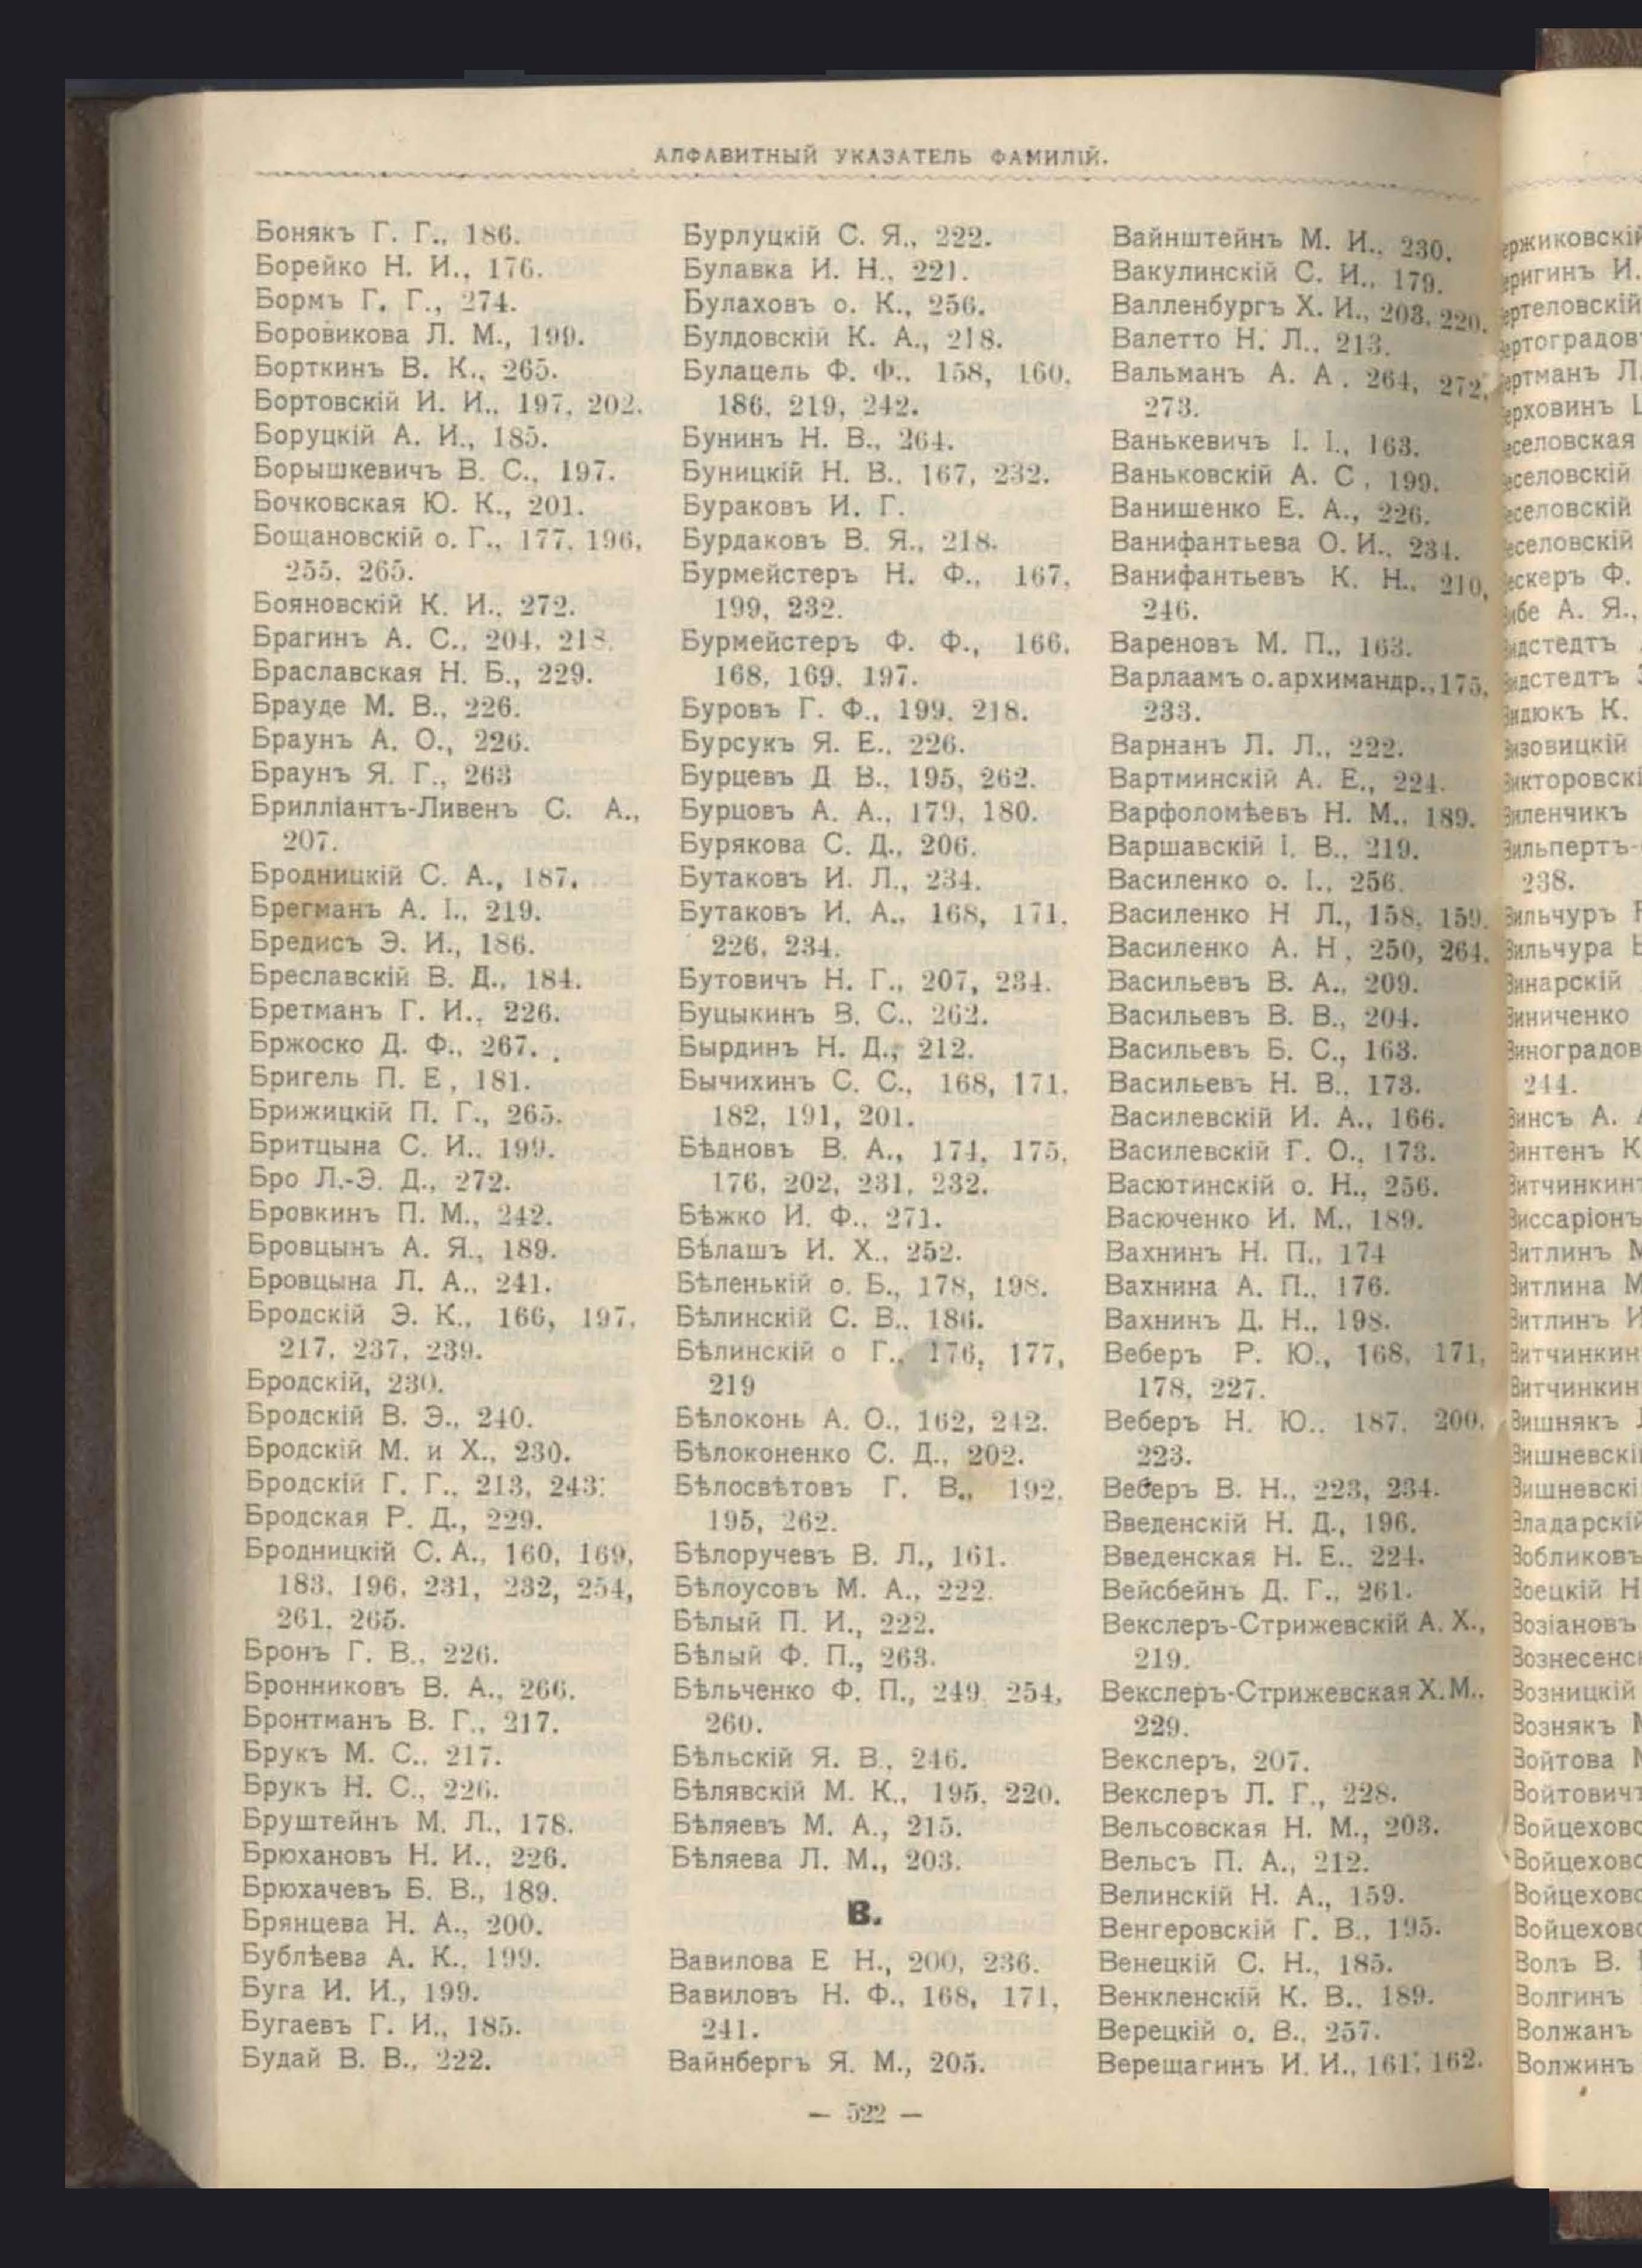 АЛФАВИТНЫЙ УКАЗАТЕЛЬ ФАМИЛІЙ.
Бонякъ Г. Г., 186.
Борейко Н. И., 176.
Бормъ Г. Г., 274.
Боровикова Л. М., 199.
Борткинъ В. К., 265.
Бортовскій И. И., 197, 202.
Боруцкій А. И., 185.
Борышкевичъ В. С., 197.
Бочковская Ю. К., 201.
Бощановскій о. Г., 177, 196,
255, 265.
Бояновскій К. И., 272.
Брагинъ А. С., 204, 218.
Браславская Н. Б., 229.
Брауде М. В., 226.
Браунъ А. О., 226.
Браунъ Я. Г., 263
Брилліантъ-Ливенъ С. А.,
207.
Бродницкій С. А., 187.
Брегманъ А. І., 219.
Бредисъ Э. И., 186.
Бреславскій В. Д., 184.
Бретманъ Г. И., 226.
Бржоско Д. Ф., 267.
Бригель П. Е, 181.
Брижицкій П. Г., 265.
Бритцына С. И., 199.
Бро Л.-Э. Д., 272.
Бровкинъ П. М., 242.
Бровцынъ А. Я., 189.
Бровцына Л. А., 241.
Бродскій Э. К., 166, 197,
217, 237, 239.
Бродскій, 230.
Бродскій В. Э., 240.
Бродскій М. и Х., 230.
Бродскій Г. Г., 213, 243.
Бродская Р. Д., 229.
Бродницкій С. А., 160, 169,
183, 196, 231, 232, 254,
261, 265.
Бронъ Г. В., 226.
Бронниковъ В. А., 266.
Бронтманъ В. Г., 217.
Брукъ М. С., 217.
Брукъ Н. С., 226.
Бруштейнъ М. Л., 178.
Брюхановъ Н. И., 226.
Брюхачевъ Б. В., 189.
Брянцева Н. А., 200.
Бублѣева А. К., 199.
Буга И. И., 199.
Бугаевъ Г. И., 185.
Будай В. В., 222.
Бурлуцкій С. Я., 222.
Булавка И. Н., 221.
Булаховъ о. К., 256.
Булдовскій К. А., 218.
Булацель Ф. Ф., 158, 160,
186, 219, 242.
Бунинъ Н. В., 264.
Буницкій Н. В., 167, 232.
Бураковъ И. Г.
Бурдаковъ В. Я., 218.
Бурмейстеръ Н. Ф., 167,
199, 232.
Бурмейстеръ Ф. Ф., 166,
168, 169, 197.
Буровъ Г. Ф., 199, 218.
Бурсукъ Я. Е., 226.
Бурцевъ Д В., 195, 262.
Бурцовъ А. А., 179, 180.
Бурякова С. Д., 206.
Бутаковъ И. Л., 234.
Бутаковъ И. А., 168, 171,
226, 234.
Бутовичъ Н. Г., 207, 234.
Буцыкинъ В. С., 262.
Бырдинъ Н. Д., 212.
Бычихинъ С. С., 168, 171,
182, 191, 201.
Бѣдновъ В. А., 174, 175,
176, 202, 231, 232.
Бѣжко И. Ф., 271.
Бѣлашъ И. Х., 252.
Бѣленькій о. Б., 178, 198.
Бѣлинскій С. В., 186.
Бѣлинскій о Г., 176, 177,
219
Бѣлоконь А. О., 162, 242.
Бѣлоконенко С. Д., 202.
Бѣлосвѣтовъ Г. В., 192,
195, 262.
Бѣлоручевъ В. Л., 161.
Бѣлоусовъ М. А., 222.
Бѣлый П. И., 222.
Бѣлый Ф. П., 263.
Бѣльченко Ф. П., 249, 254,
260.
Бѣльскій Я. В., 246.
Бѣлявскій М. К., 195, 220.
Бѣляевъ М. А., 215.
Бѣляева Л. М., 203.
В.
Вавилова Е Н., 200, 236.
Вавиловъ Н. Ф., 168, 171,
241.
Вайнбергъ Я. М., 205.
Вайнштейнъ М. И., 230.
Вакулинскій С. И., 179.
Валленбургъ Х. И., 203, 220.
Валетто Н. Л., 213.
Вальманъ А. А., 264, 272,
273.
Ванькевичъ І. І., 163.
Ваньковскій А. С, 199.
Ванишенко Е. А., 226.
Ванифантьева О. И., 234.
Ванифантьевъ К. Н., 210,
246.
Вареновъ М. П., 163.
Варлаамъ о. архимандр., 175,
233.
Варнанъ Л. Л., 222.
Вартминскій А. Е., 224.
Варфоломѣевъ Н. М., 189.
Варшавскій І. В., 219.
Василенко о. І., 256.
Василенко Н Л., 158, 159.
Василенко А. Н, 250, 264.
Васильевъ В. А., 209.
Васильевъ В. В., 204.
Васильевъ Б. С., 163.
Васильевъ Н. В., 173.
Василевскій И. А., 166.
Василевскій Г. О., 173.
Васютинскій о. Н., 256.
Васюченко И. М., 189.
Вахнинъ Н. П., 174
Вахнина А. П., 176.
Вахнинъ Д. Н., 198.
Веберъ Р. Ю., 168, 171,
178, 227.
Веберъ Н. Ю., 187, 200,
223.
Веберъ В. Н., 223, 234.
Введенскій Н. Д., 196.
Введенская Н. Е., 224.
Вейсбейнъ Д. Г., 261.
Векслеръ-Стрижевскій А. Х.,
219.
Векслеръ-Стрижевская Х. М.,
229.
Векслеръ, 207.
Векслеръ Л. Г., 228.
Вельсовская Н. М., 203.
Вельсъ П. А., 212.
Велинскій Н. А., 159.
Венгеровскій Г. В., 195.
Венецкій С. Н., 185.
Венкленскій К. В., 189.
Верецкій о. В., 257.
Верещагинъ И. И., 161, 162.
— 522 —
238.
Виниченко
244.
Возницкій
Волгинъ
Волжанъ
Волжинъ